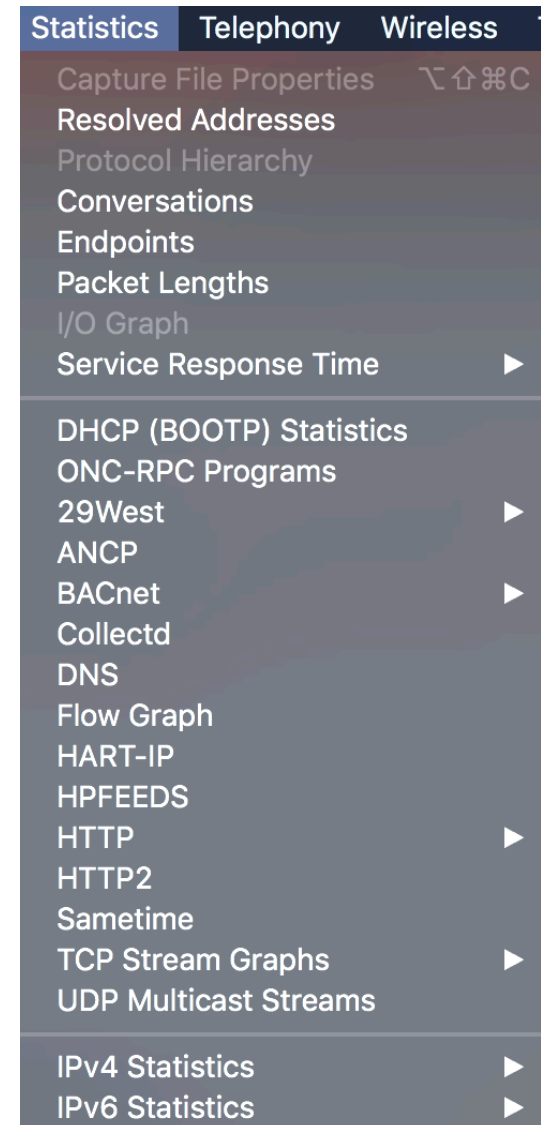 Statistics Telephony Wireless
Capture File Properties ⌥⇧⌘C
Resolved Addresses
Protocol Hierarchy
Conversations
Endpoints
Packet Lengths
I/O Graph
Service Response Time ▶
DHCP (BOOTP) Statistics
ONC-RPC Programs
29West ▶
ANCP
BACnet ▶
Collectd
DNS
Flow Graph
HART-IP
HPFEEDS
HTTP ▶
HTTP2
Sametime
TCP Stream Graphs ▶
UDP Multicast Streams
IPv4 Statistics ▶
IPv6 Statistics ▶